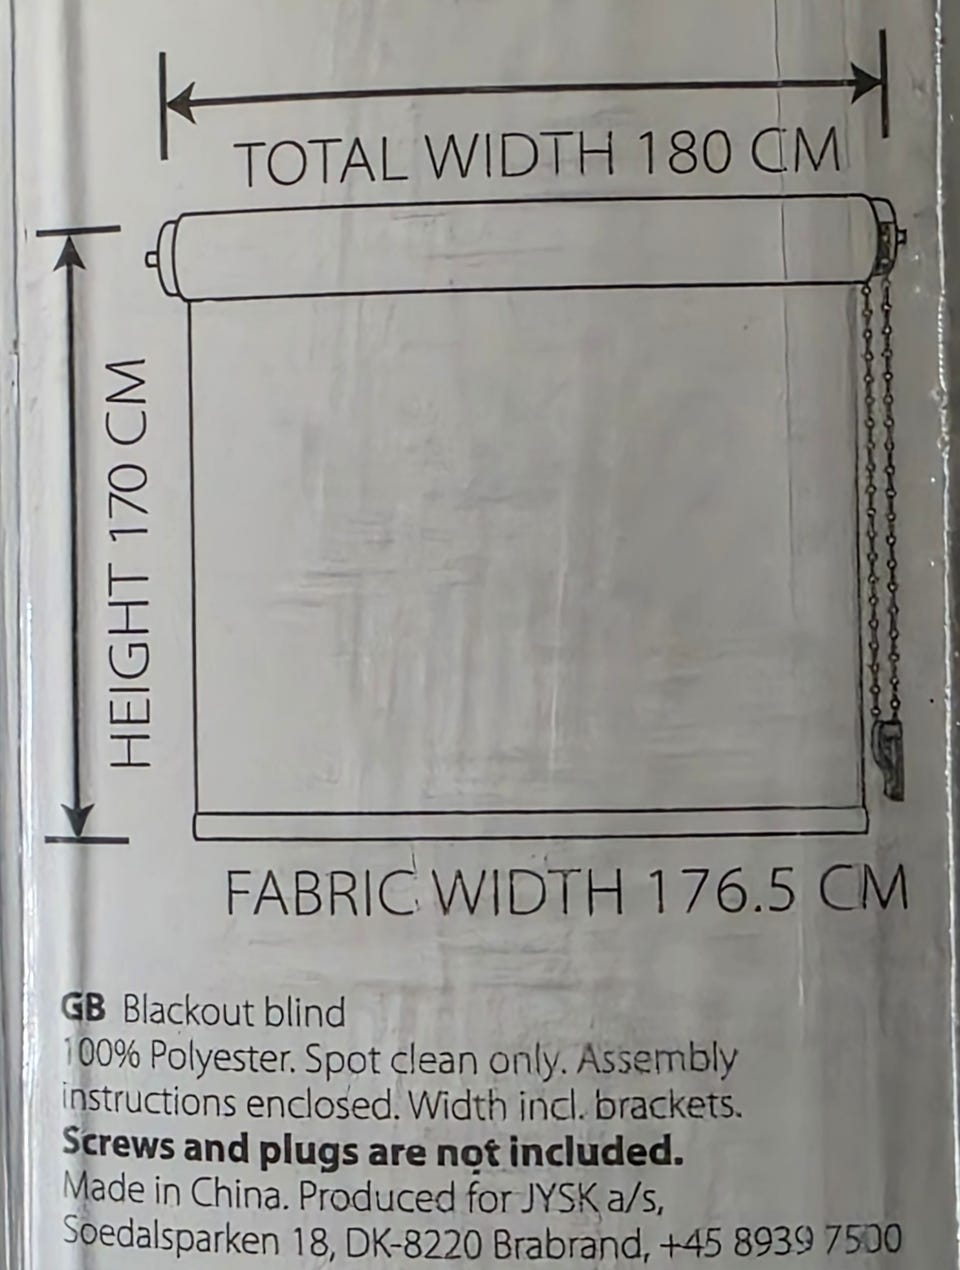 TOTAL WIDTH 180 CM
HEIGHT 170 CM
FABRIC WIDTH 176.5 CM
GB Blackout blind
100% Polyester. Spot clean only. Assembly
instructions enclosed. Width incl. brackets.
Screws and plugs are not included.
Made in China. Produced for JYSK a/s,
Soedalsparken 18, DK-8220 Brabrand, +45 8939 7500